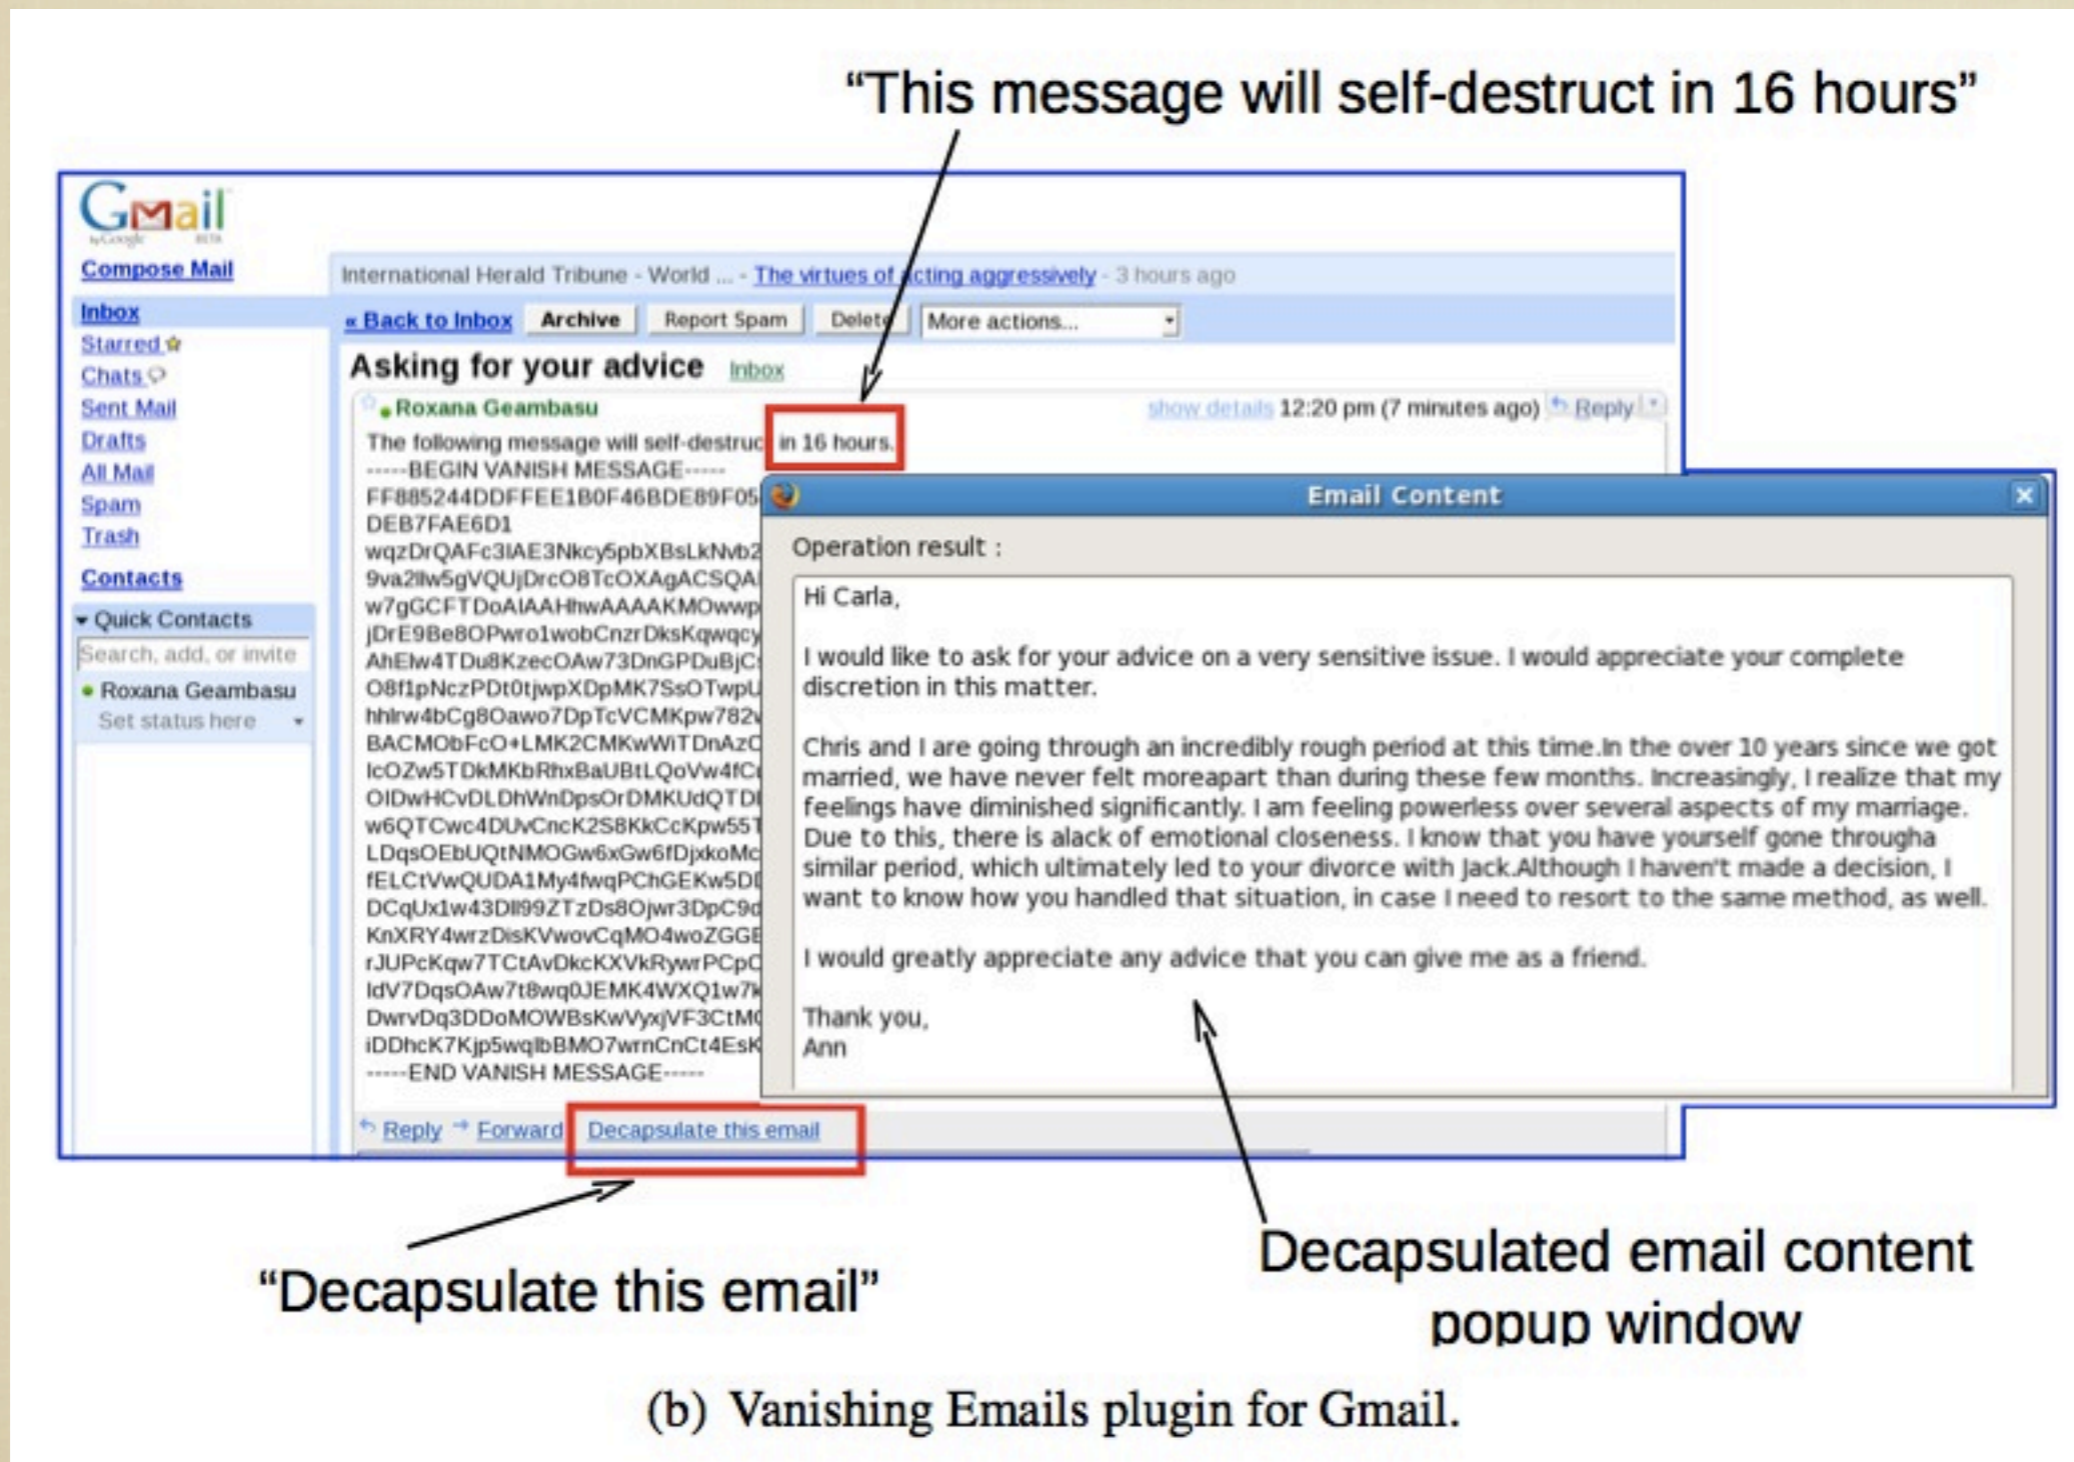 “This message will self-destruct in 16 hours”
Gmail
by Google BETA
Compose Mail
Inbox
Starred
Chats
Sent Mail
Drafts
All Mail
Spam
Trash
Contacts
Quick Contacts
Search, add, or invite
Roxana Geambasu
Set status here
International Herald Tribune - World ... - The virtues of acting aggressively - 3 hours ago
« Back to Inbox Archive Report Spam Delete More actions...
Asking for your advice Inbox
Roxana Geambasu show details 12:20 pm (7 minutes ago) Reply
The following message will self-destruc in 16 hours.
-----BEGIN VANISH MESSAGE-----
FF885244DDFFEE1B0F46BDE89F05
DEB7FAE6D1
-----END VANISH MESSAGE-----
Reply Forward Decapsulate this email
Email Content
Operation result :
Hi Carla,
I would like to ask for your advice on a very sensitive issue. I would appreciate your complete
discretion in this matter.
Chris and I are going through an incredibly rough period at this time.In the over 10 years since we got
married, we have never felt moreapart than during these few months. Increasingly, I realize that my
feelings have diminished significantly. I am feeling powerless over several aspects of my marriage.
Due to this, there is alack of emotional closeness. I know that you have yourself gone througha
similar period, which ultimately led to your divorce with Jack.Although I haven't made a decision, I
want to know how you handled that situation, in case I need to resort to the same method, as well.
I would greatly appreciate any advice that you can give me as a friend.
Thank you,
Ann
“Decapsulate this email”
Decapsulated email content
popup window
(b) Vanishing Emails plugin for Gmail.